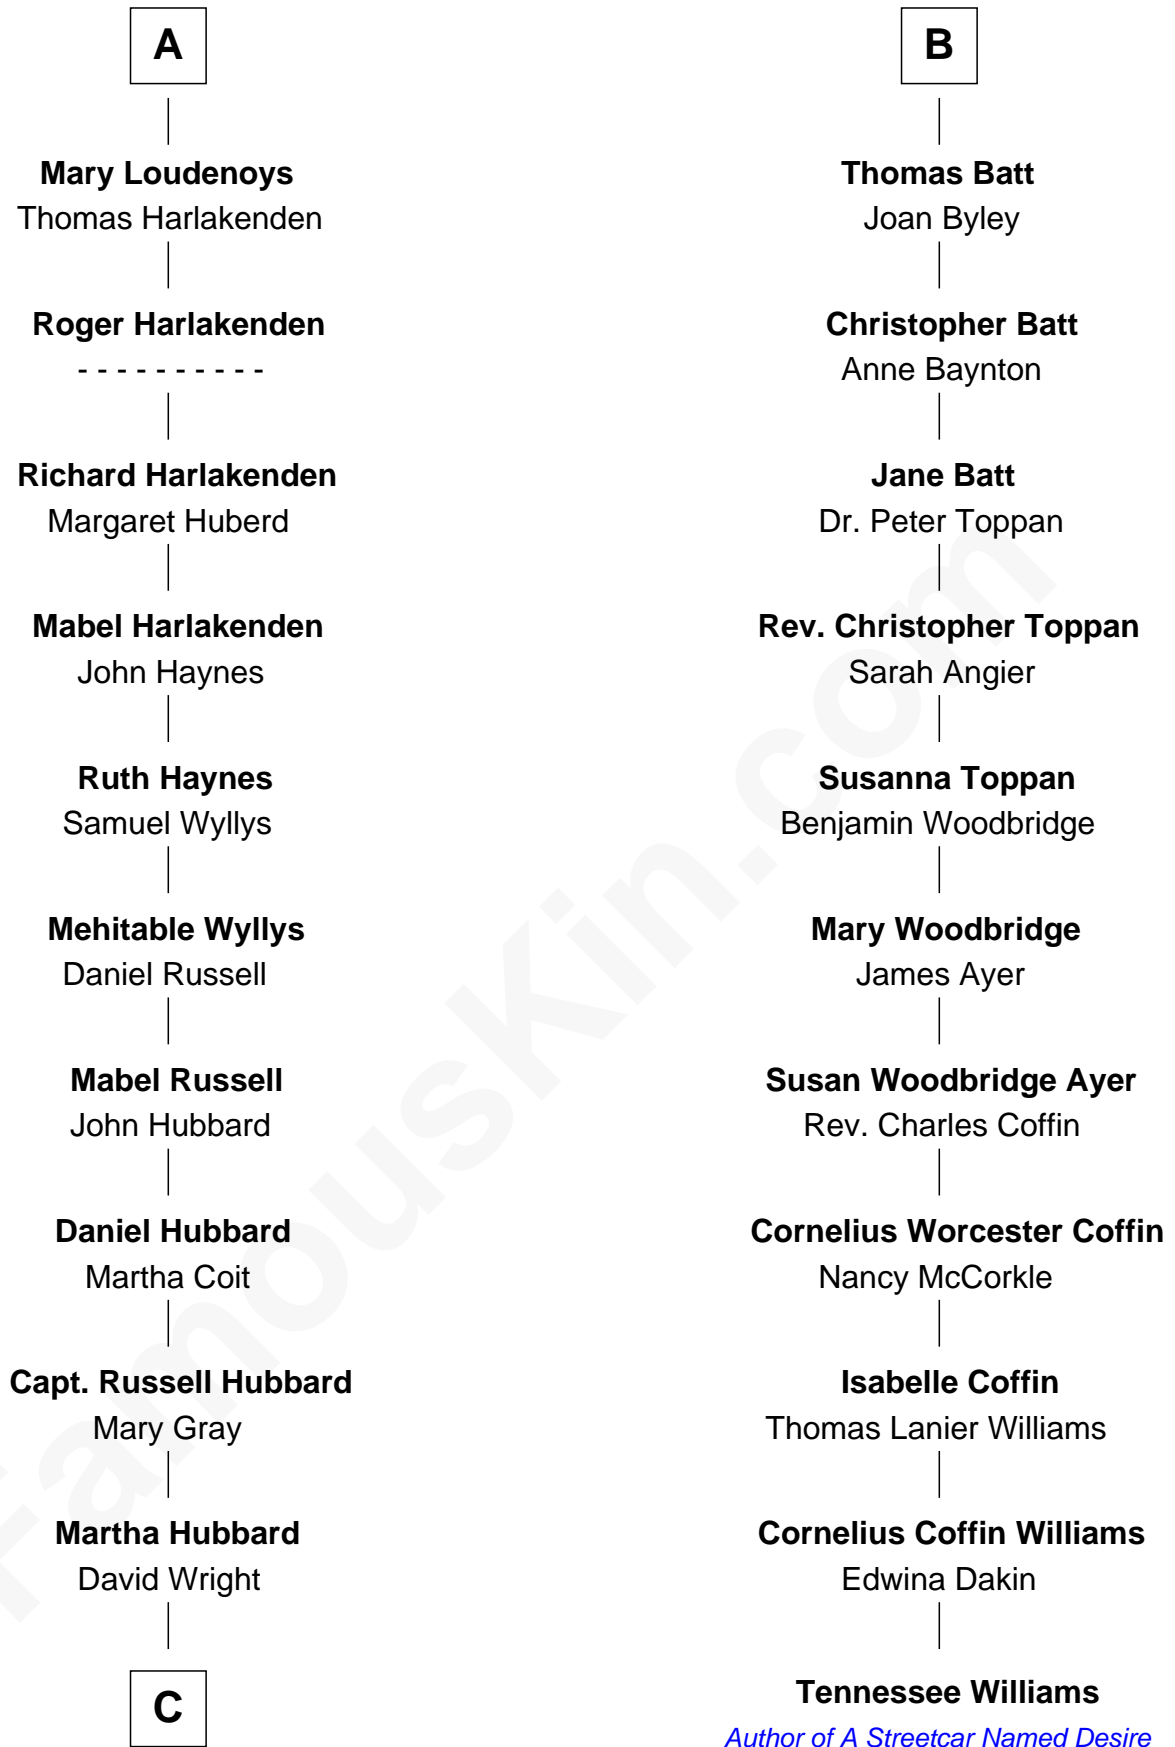 A
Mary Loudenoys
Thomas Harlakenden
Roger Harlakenden
- - - - - - - - - -
Richard Harlakenden
Margaret Huberd
Mabel Harlakenden
John Haynes
Ruth Haynes
Samuel Wyllys
Mehitable Wyllys
Daniel Russell
Mabel Russell
John Hubbard
Daniel Hubbard
Martha Coit
Capt. Russell Hubbard
Mary Gray
Martha Hubbard
David Wright
C
B
Thomas Batt
Joan Byley
Christopher Batt
Anne Baynton
Jane Batt
Dr. Peter Toppan
Rev. Christopher Toppan
Sarah Angier
Susanna Toppan
Benjamin Woodbridge
Mary Woodbridge
James Ayer
Susan Woodbridge Ayer
Rev. Charles Coffin
Cornelius Worcester Coffin
Nancy McCorkle
Isabelle Coffin
Thomas Lanier Williams
Cornelius Coffin Williams
Edwina Dakin
Tennessee Williams
Author of A Streetcar Named Desire
FamousKin.com